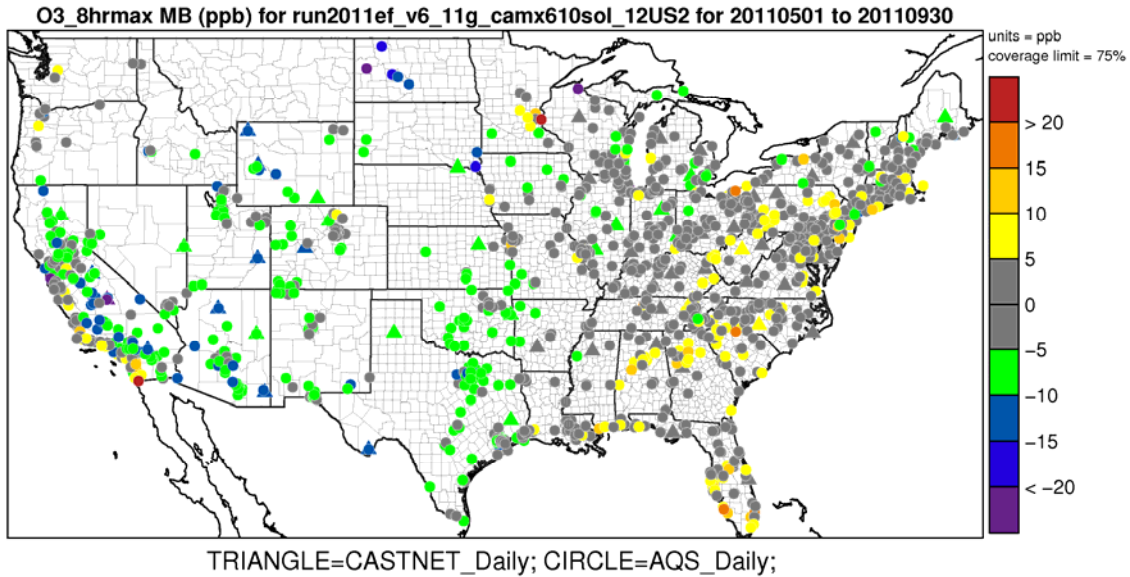 O3_8hrmax MB (ppb) for run2011ef_v6_11g_camx610sol_12US2 for 20110501 to 20110930
units = ppb
coverage limit = 75%
> 20
15
10
5
0
−5
−10
−15
< −20
TRIANGLE=CASTNET_Daily; CIRCLE=AQS_Daily;